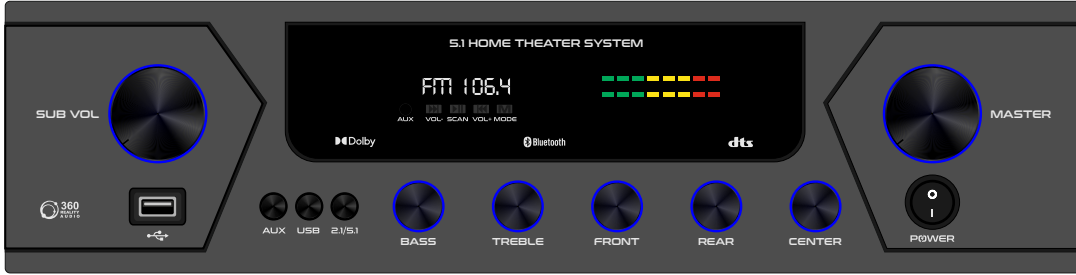 5.1 HOME THEATER SYSTEM
FM 106.4
AUX VOL- SCAN VOL+ MODE
Dolby
Bluetooth
dts
SUB VOL
MASTER
360
REALITY
AUDIO
AUX USB 2.1/5.1
BASS
TREBLE
FRONT
REAR
CENTER
O
I
POWER